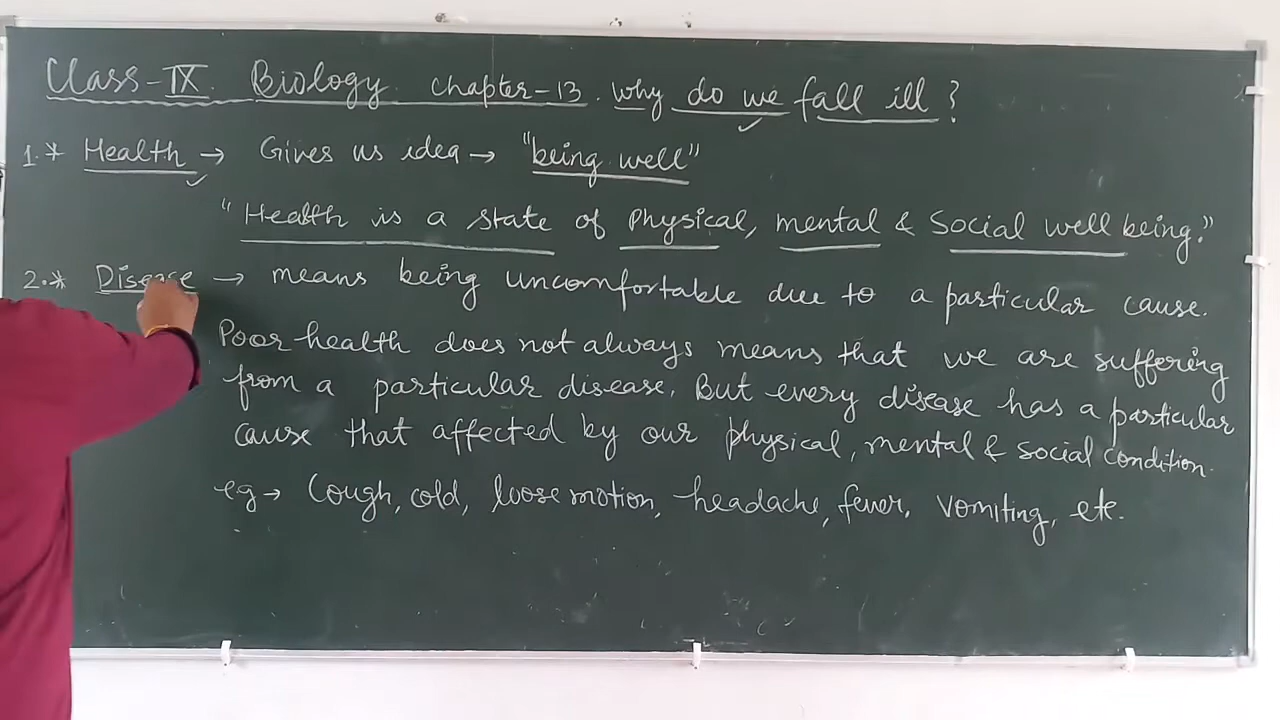 Class-IX. Biology. Chapter-13. Why do we fall ill?
1.* Health → Gives us idea → "being well"
"Health is a state of Physical, mental & Social well being."
2.* Disease → means being uncomfortable due to a particular cause.
Poor health does not always means that we are suffering
from a particular disease. But every disease has a particular
cause that affected by our physical, mental & social condition.
eg → Cough, cold, loose motion, headache, fever, vomiting, etc.